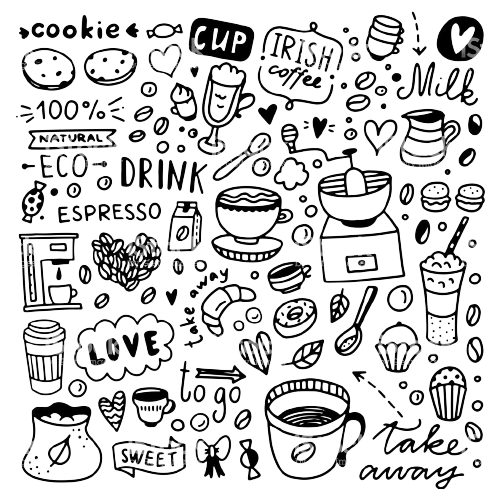 cookie
CUP
IRISH
coffee
Milk
100%
NATURAL
ECO
DRINK
ESPRESSO
take away
LOVE
to go
SWEET
take
away